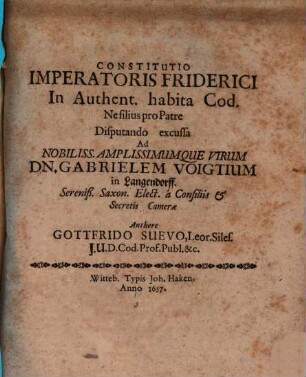 CONSTITUTIO
IMPERATORIS FRIDERICI
In Authent. habita Cod.
Ne filius pro Patre
Disputando excussa
Ad
NOBILISS. AMPLISSIMUMQUE VIRUM
DN. GABRIELEM VOIGTIUM
in Langendorff.
Sereniss. Saxon. Elect. à Consiliis &
Secretis Cameræ
Authore
GOTTFRIDO SUEVO, Leor. Siles.
J.U.D. Cod. Prof. Publ. &c.
Witteb. Typis Joh. Haken,
Anno 1657.